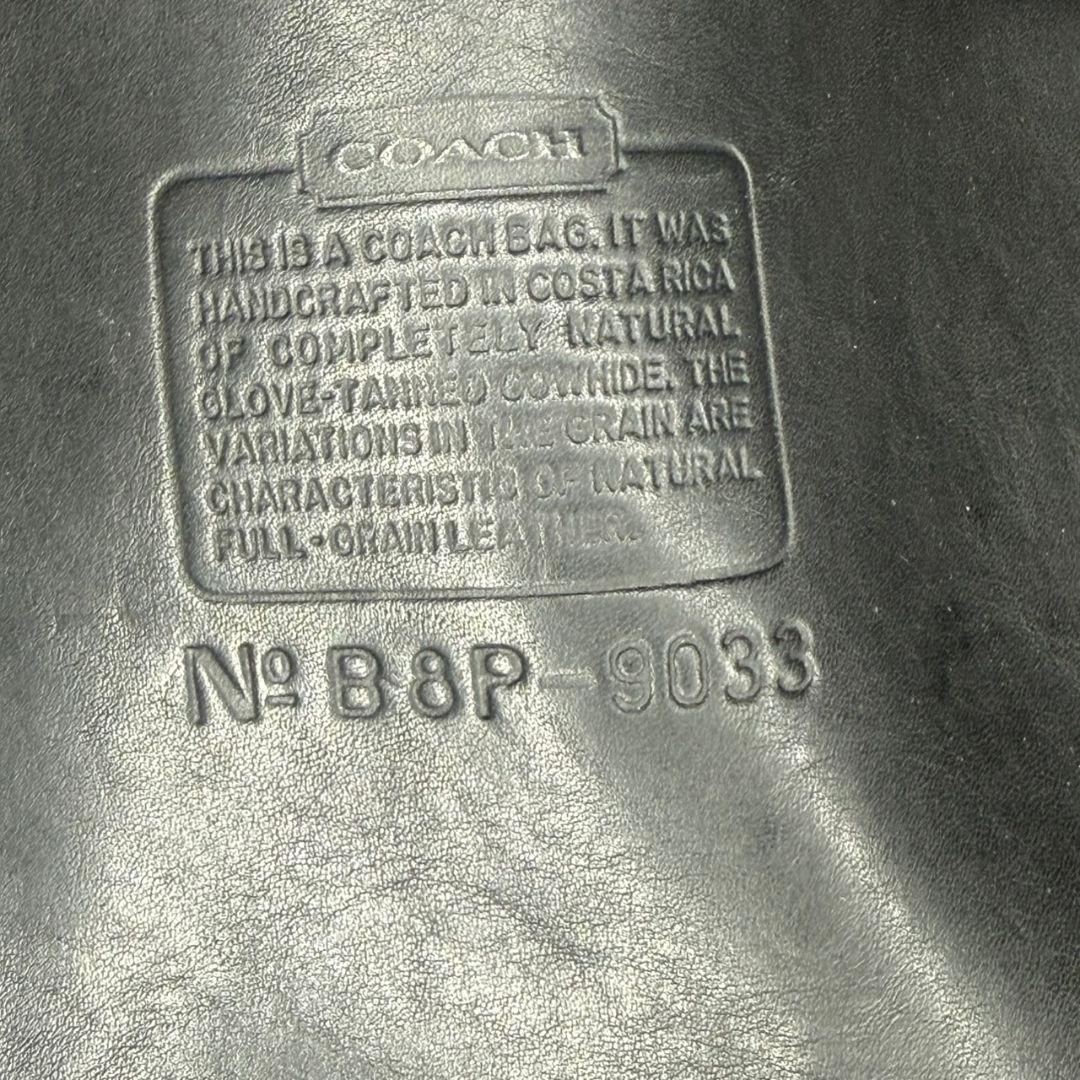 COACH
THIS IS A COACH BAG. IT WAS
HANDCRAFTED IN COSTA RICA
OF COMPLETELY NATURAL
GLOVE-TANNED COWHIDE. THE
VARIATIONS IN THE GRAIN ARE
CHARACTERISTIC OF NATURAL
FULL-GRAIN LEATHER.
Nº B8P-9033